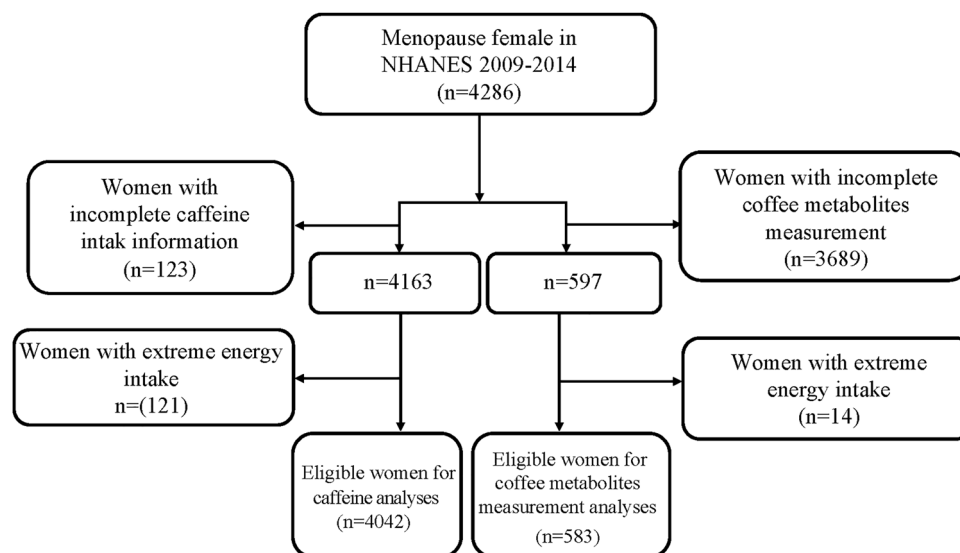 Menopause female in
NHANES 2009-2014
(n=4286)
Women with
incomplete caffeine
intak information
(n=123)
Women with incomplete
coffee metabolites
measurement
(n=3689)
n=4163
n=597
Women with extreme energy
intake
n=(121)
Women with extreme
energy intake
(n=14)
Eligible women for
caffeine analyses
(n=4042)
Eligible women for
coffee metabolites
measurement analyses
(n=583)